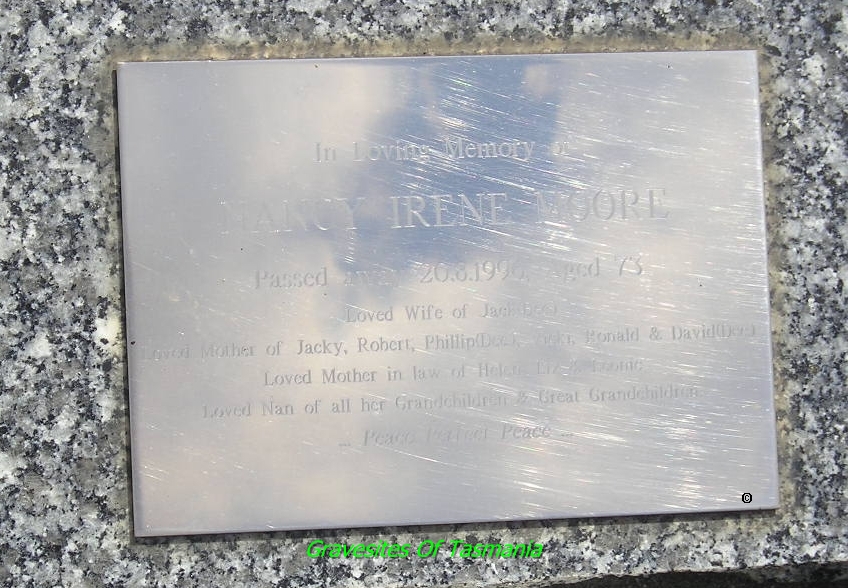 In Loving Memory of
NANCY IRENE MOORE
Passed away 20.8.1996, Aged 73
Loved Wife of
Loved Mother of Jacky, Robert, Phillip(Dec), Ronald & David(Dec)
Loved Mother in law of Helen,
Loved Nan of all her Grandchildren & Great Grandchildren
... Peace Perfect Peace ...
©
Gravesites Of Tasmania